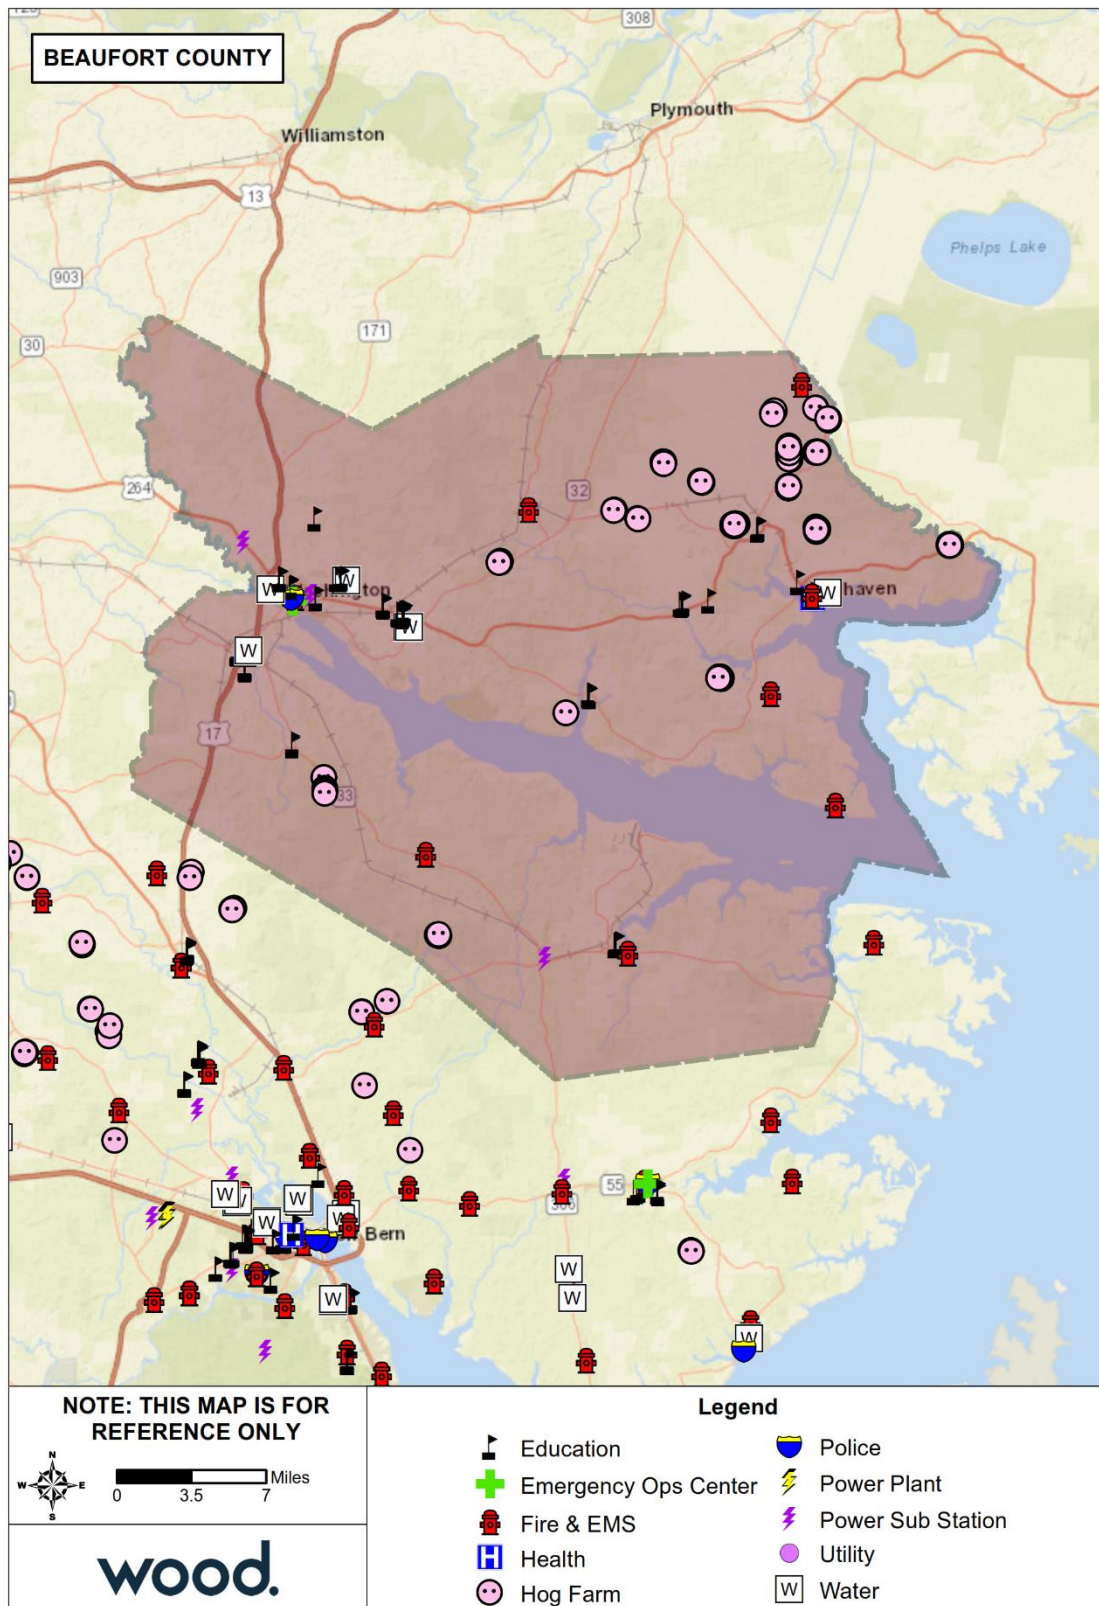 308
BEAUFORT COUNTY
Plymouth
Williamston
13
Phelps Lake
903
171
30
264
32
haven
17
33
55
306
Bern
NOTE: THIS MAP IS FOR
REFERENCE ONLY
N
W E
S
Miles
0 3.5 7
wood.
Legend
Education
Emergency Ops Center
Fire & EMS
H Health
Hog Farm
Police
Power Plant
Power Sub Station
Utility
W Water